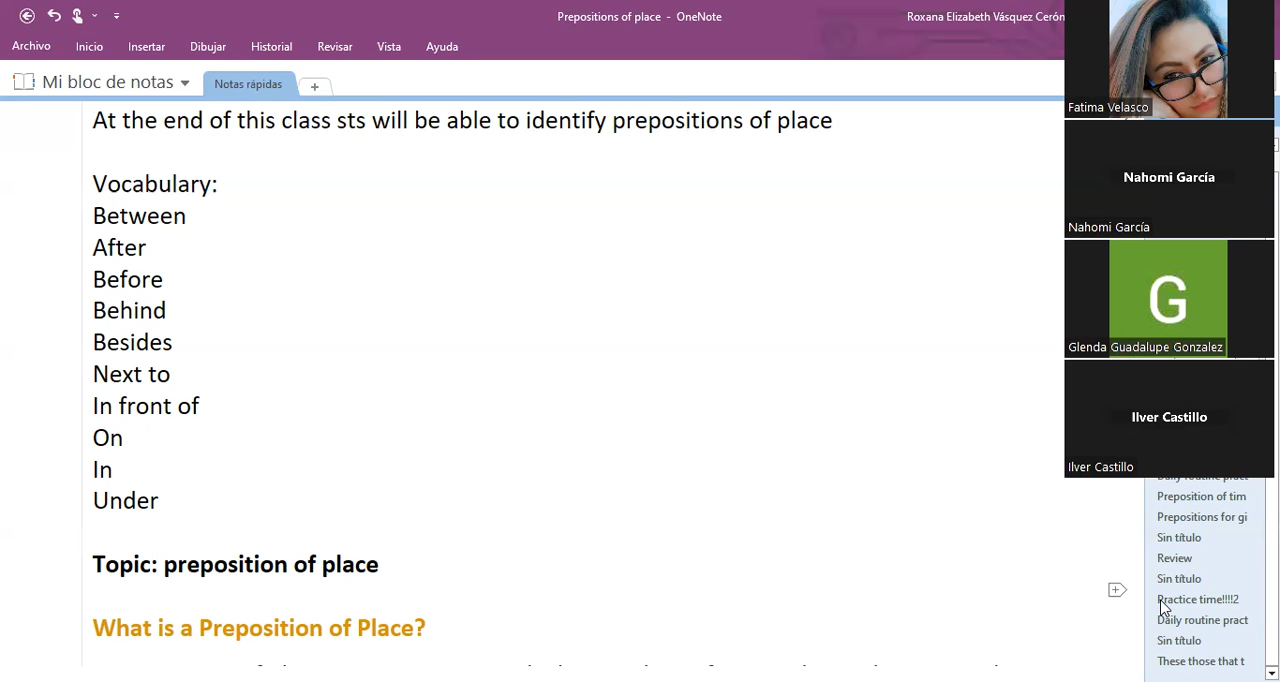 Prepositions of place - OneNote
Roxana Elizabeth Vásquez Cerón
Archivo Inicio Insertar Dibujar Historial Revisar Vista Ayuda
Mi bloc de notas
Notas rápidas
At the end of this class sts will be able to identify prepositions of place
Vocabulary:
Between
After
Before
Behind
Besides
Next to
In front of
On
In
Under
Topic: preposition of place
What is a Preposition of Place?
Fatima Velasco
Nahomi García
Nahomi García
G
Glenda Guadalupe Gonzalez
Ilver Castillo
Ilver Castillo
Daily routine pract
Preposition of tim
Prepositions for gi
Sin título
Review
Sin título
Practice time!!!!2
Daily routine pract
Sin título
These those that t